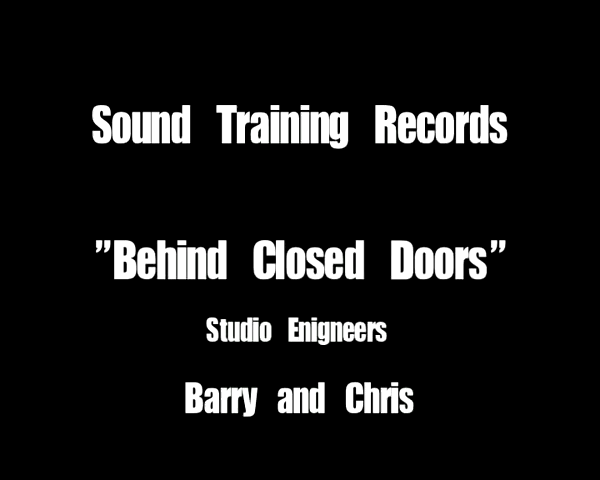 Sound Training Records
”Behind Closed Doors”
Studio Enigneers
Barry and Chris